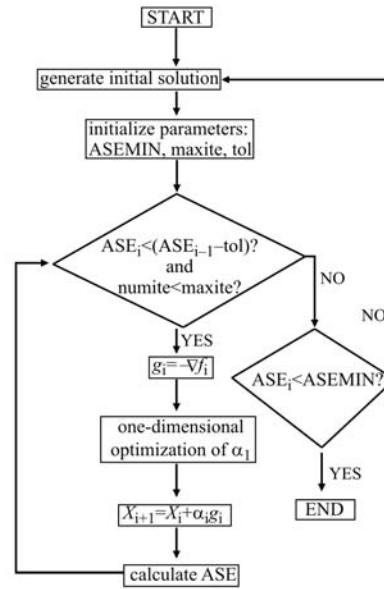 START
generate initial solution
initialize parameters:
ASEMIN, maxite, tol
ASEᵢ<(ASEᵢ₋₁−tol)?
and
numite<maxite?
NO
NO
YES
gᵢ=−∇fᵢ
ASEᵢ<ASEMIN?
one-dimensional
optimization of α₁
YES
Xᵢ₊₁=Xᵢ+αᵢgᵢ
END
calculate ASE